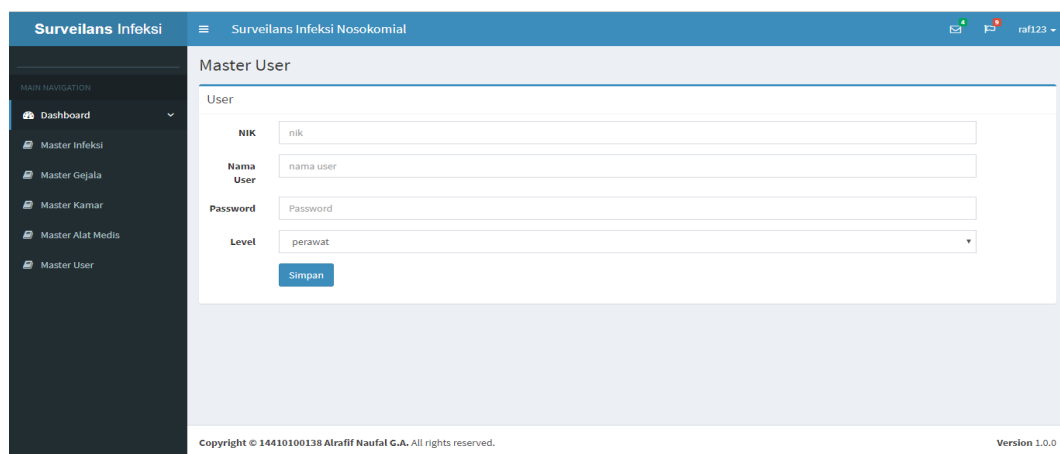 Surveilans Infeksi
Surveilans Infeksi Nosokomial
4
9
raf123
Master User
MAIN NAVIGATION
Dashboard
Master Infeksi
Master Gejala
Master Kamar
Master Alat Medis
Master User
User
NIK
nik
Nama
User
nama user
Password
Password
Level
perawat
Simpan
Copyright © 14410100138 Alrafif Naufal G.A. All rights reserved.
Version 1.0.0